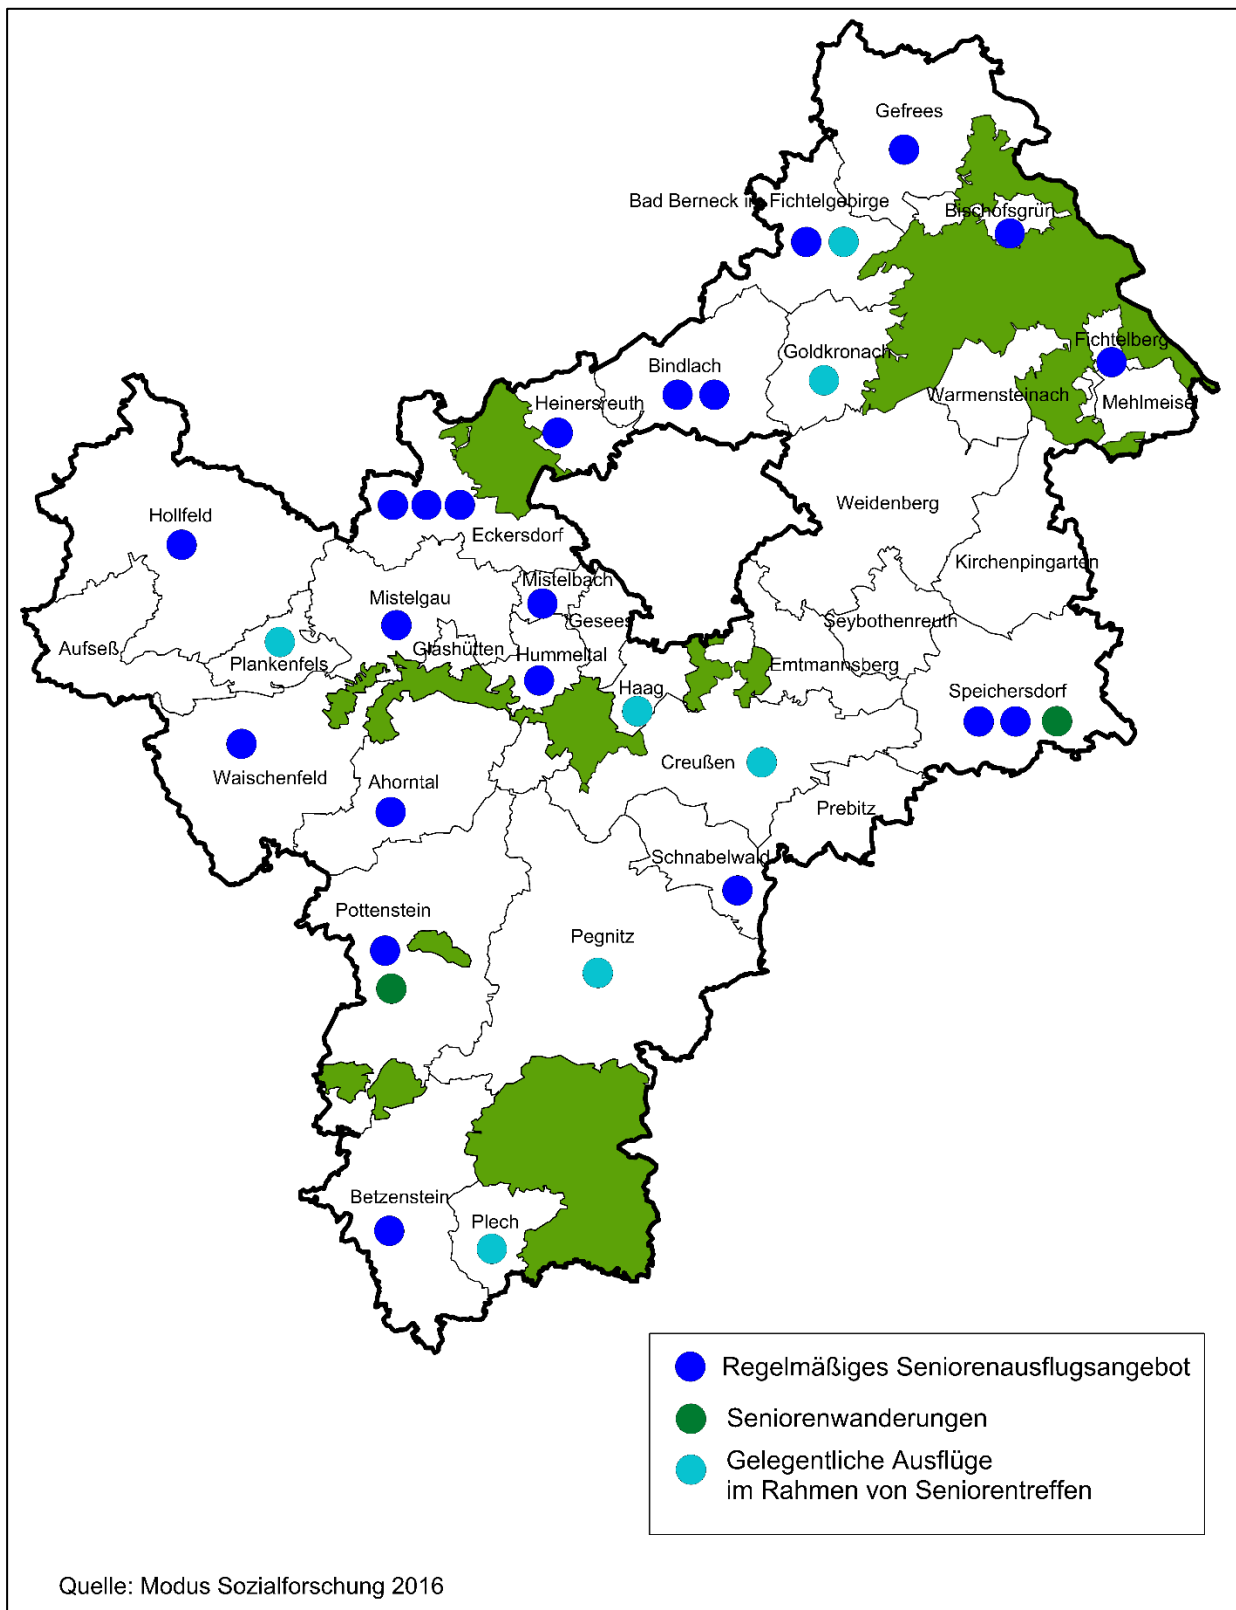 Gefrees
Bad Berneck im Fichtelgebirge
Bischofsgrün
Fichtelberg
Goldkronach
Bindlach
Warmensteinach
Mehlmeisel
Heinersreuth
Weidenberg
Hollfeld
Eckersdorf
Kirchenpingarten
Mistelbach
Mistelgau
Gesees
Seybothenreuth
Aufseß
Glashütten
Plankenfels
Hummeltal
Emtmannsberg
Haag
Speichersdorf
Creußen
Waischenfeld
Ahorntal
Prebitz
Schnabelwaid
Pottenstein
Pegnitz
Betzenstein
Plech
Regelmäßiges Seniorenausflugsangebot
Seniorenwanderungen
Gelegentliche Ausflüge
im Rahmen von Seniorentreffen
Quelle: Modus Sozialforschung 2016